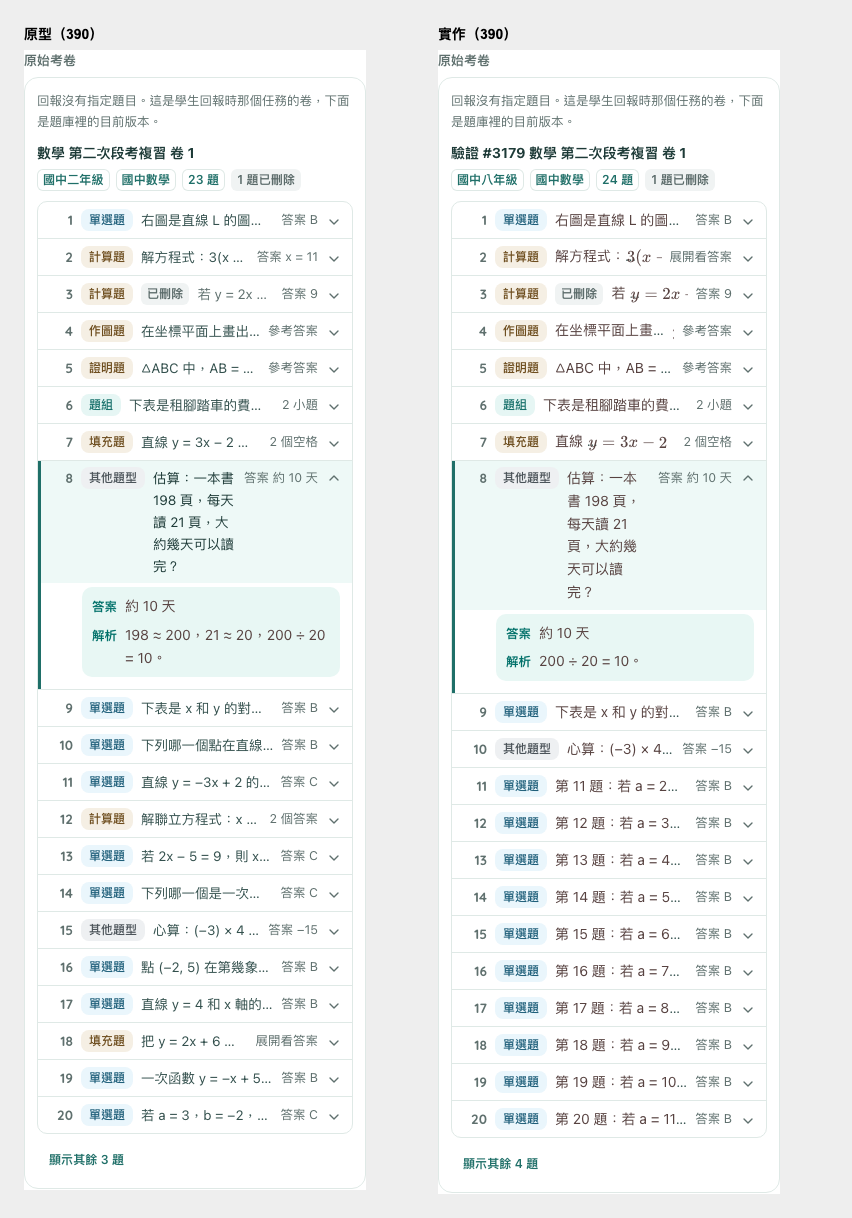 原型（390）
原始考卷
回報沒有指定題目。這是學生回報時那個任務的卷，下面
是題庫裡的目前版本。
數學 第二次段考複習 卷 1
國中二年級 國中數學 23 題 1 題已刪除
1 單選題 右圖是直線 L 的圖... 答案 B
2 計算題 解方程式：3(x ... 答案 x = 11
3 計算題 已刪除 若 y = 2x ... 答案 9
4 作圖題 在坐標平面上畫出... 參考答案
5 證明題 △ABC 中，AB = ... 參考答案
6 題組 下表是租腳踏車的費... 2 小題
7 填充題 直線 y = 3x − 2 ... 2 個空格
8 其他題型 估算：一本書 答案 約 10 天
198 頁，每天
讀 21 頁，大
約幾天可以讀
完？
答案 約 10 天
解析 198 ≈ 200，21 ≈ 20，200 ÷ 20
= 10。
9 單選題 下表是 x 和 y 的對... 答案 B
10 單選題 下列哪一個點在直線... 答案 B
11 單選題 直線 y = −3x + 2 的... 答案 C
12 計算題 解聯立方程式：x ... 2 個答案
13 單選題 若 2x − 5 = 9，則 x... 答案 C
14 單選題 下列哪一個是一次... 答案 C
15 其他題型 心算：(−3) × 4 ... 答案 −15
16 單選題 點 (−2, 5) 在第幾象... 答案 B
17 單選題 直線 y = 4 和 x 軸的... 答案 B
18 填充題 把 y = 2x + 6 ... 展開看答案
19 單選題 一次函數 y = −x + 5... 答案 B
20 單選題 若 a = 3，b = −2，... 答案 C
顯示其餘 3 題
實作（390）
原始考卷
回報沒有指定題目。這是學生回報時那個任務的卷，下面
是題庫裡的目前版本。
驗證 #3179 數學 第二次段考複習 卷 1
國中八年級 國中數學 24 題 1 題已刪除
1 單選題 右圖是直線 L 的圖... 答案 B
2 計算題 解方程式：3(x − 展開看答案
3 計算題 已刪除 若 y = 2x - 答案 9
4 作圖題 在坐標平面上畫... 參考答案
5 證明題 △ABC 中，AB = ... 參考答案
6 題組 下表是租腳踏車的費... 2 小題
7 填充題 直線 y = 3x − 2 2 個空格
8 其他題型 估算：一本 答案 約 10 天
書 198 頁，
每天讀 21
頁，大約幾
天可以讀
完？
答案 約 10 天
解析 200 ÷ 20 = 10。
9 單選題 下表是 x 和 y 的對... 答案 B
10 其他題型 心算：(−3) × 4... 答案 −15
11 單選題 第 11 題：若 a = 2... 答案 B
12 單選題 第 12 題：若 a = 3... 答案 B
13 單選題 第 13 題：若 a = 4... 答案 B
14 單選題 第 14 題：若 a = 5... 答案 B
15 單選題 第 15 題：若 a = 6... 答案 B
16 單選題 第 16 題：若 a = 7... 答案 B
17 單選題 第 17 題：若 a = 8... 答案 B
18 單選題 第 18 題：若 a = 9... 答案 B
19 單選題 第 19 題：若 a = 10... 答案 B
20 單選題 第 20 題：若 a = 11... 答案 B
顯示其餘 4 題